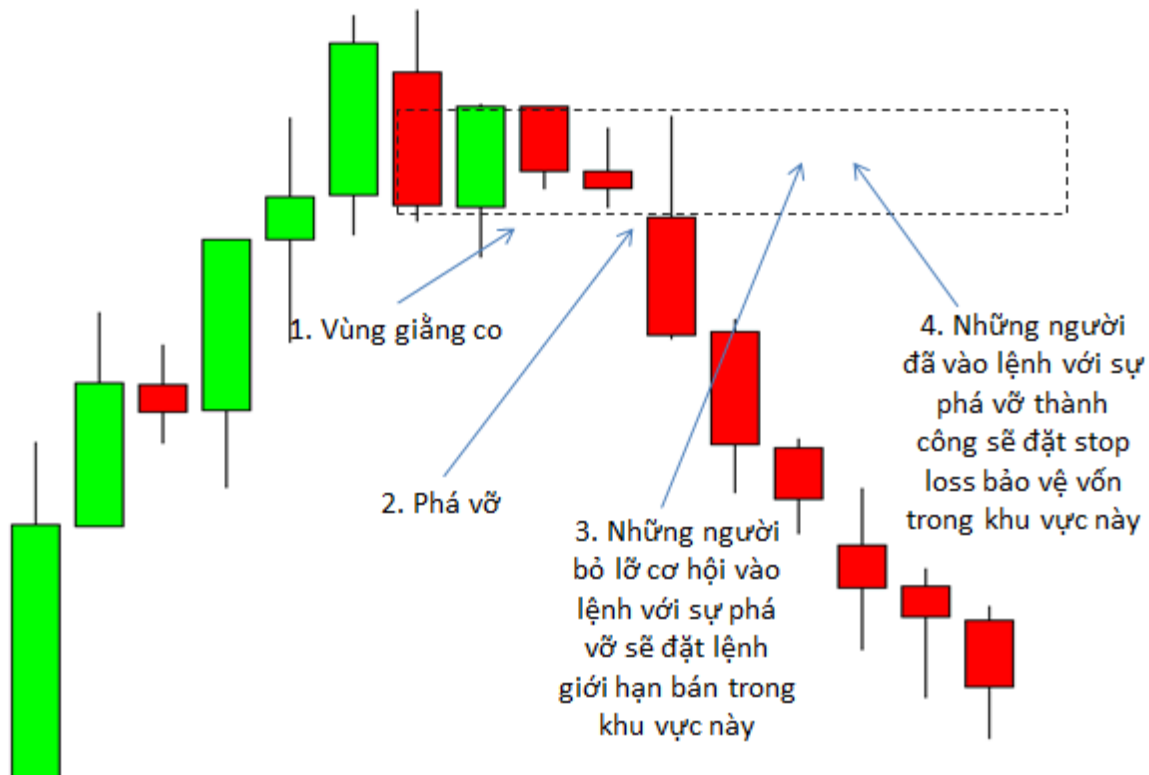 1. Vùng giằng co
2. Phá vỡ
3. Những người
bỏ lỡ cơ hội vào
lệnh với sự phá
vỡ sẽ đặt lệnh
giới hạn bán trong
khu vực này
4. Những người
đã vào lệnh với sự
phá vỡ thành
công sẽ đặt stop
loss bảo vệ vốn
trong khu vực này